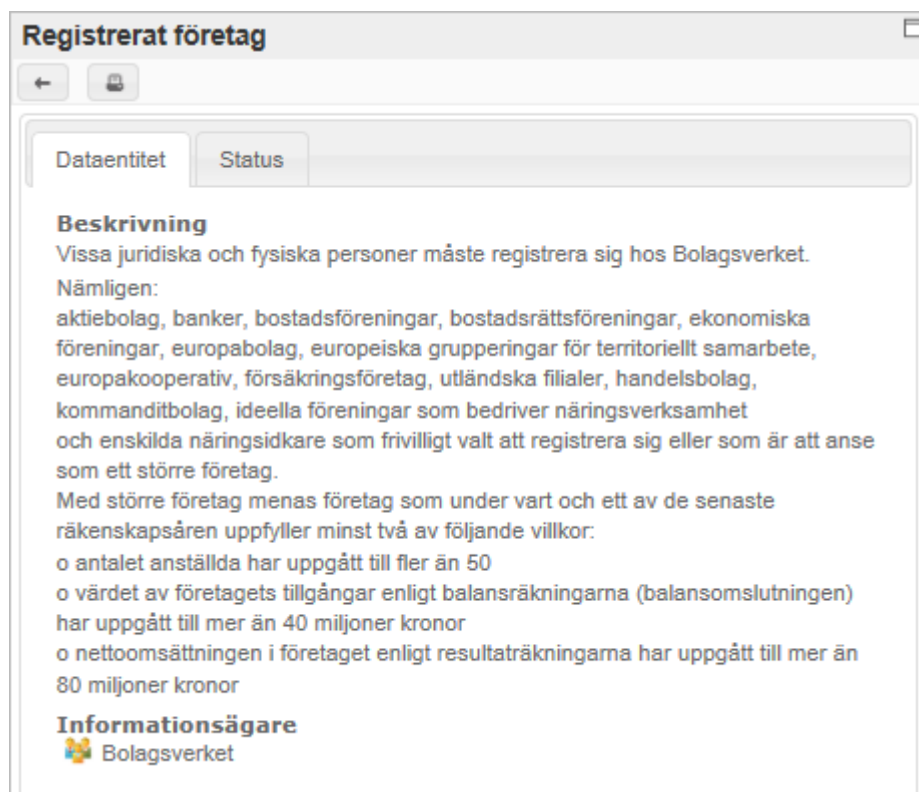 Registrerat företag
Dataentitet
Status
Beskrivning
Vissa juridiska och fysiska personer måste registrera sig hos Bolagsverket.
Nämligen:
aktiebolag, banker, bostadsföreningar, bostadsrättsföreningar, ekonomiska
föreningar, europabolag, europeiska grupperingar för territoriellt samarbete,
europakooperativ, försäkringsföretag, utländska filialer, handelsbolag,
kommanditbolag, ideella föreningar som bedriver näringsverksamhet
och enskilda näringsidkare som frivilligt valt att registrera sig eller som är att anse
som ett större företag.
Med större företag menas företag som under vart och ett av de senaste
räkenskapsåren uppfyller minst två av följande villkor:
o antalet anställda har uppgått till fler än 50
o värdet av företagets tillgångar enligt balansräkningarna (balansomslutningen)
har uppgått till mer än 40 miljoner kronor
o nettoomsättningen i företaget enligt resultaträkningarna har uppgått till mer än
80 miljoner kronor
Informationsägare
Bolagsverket